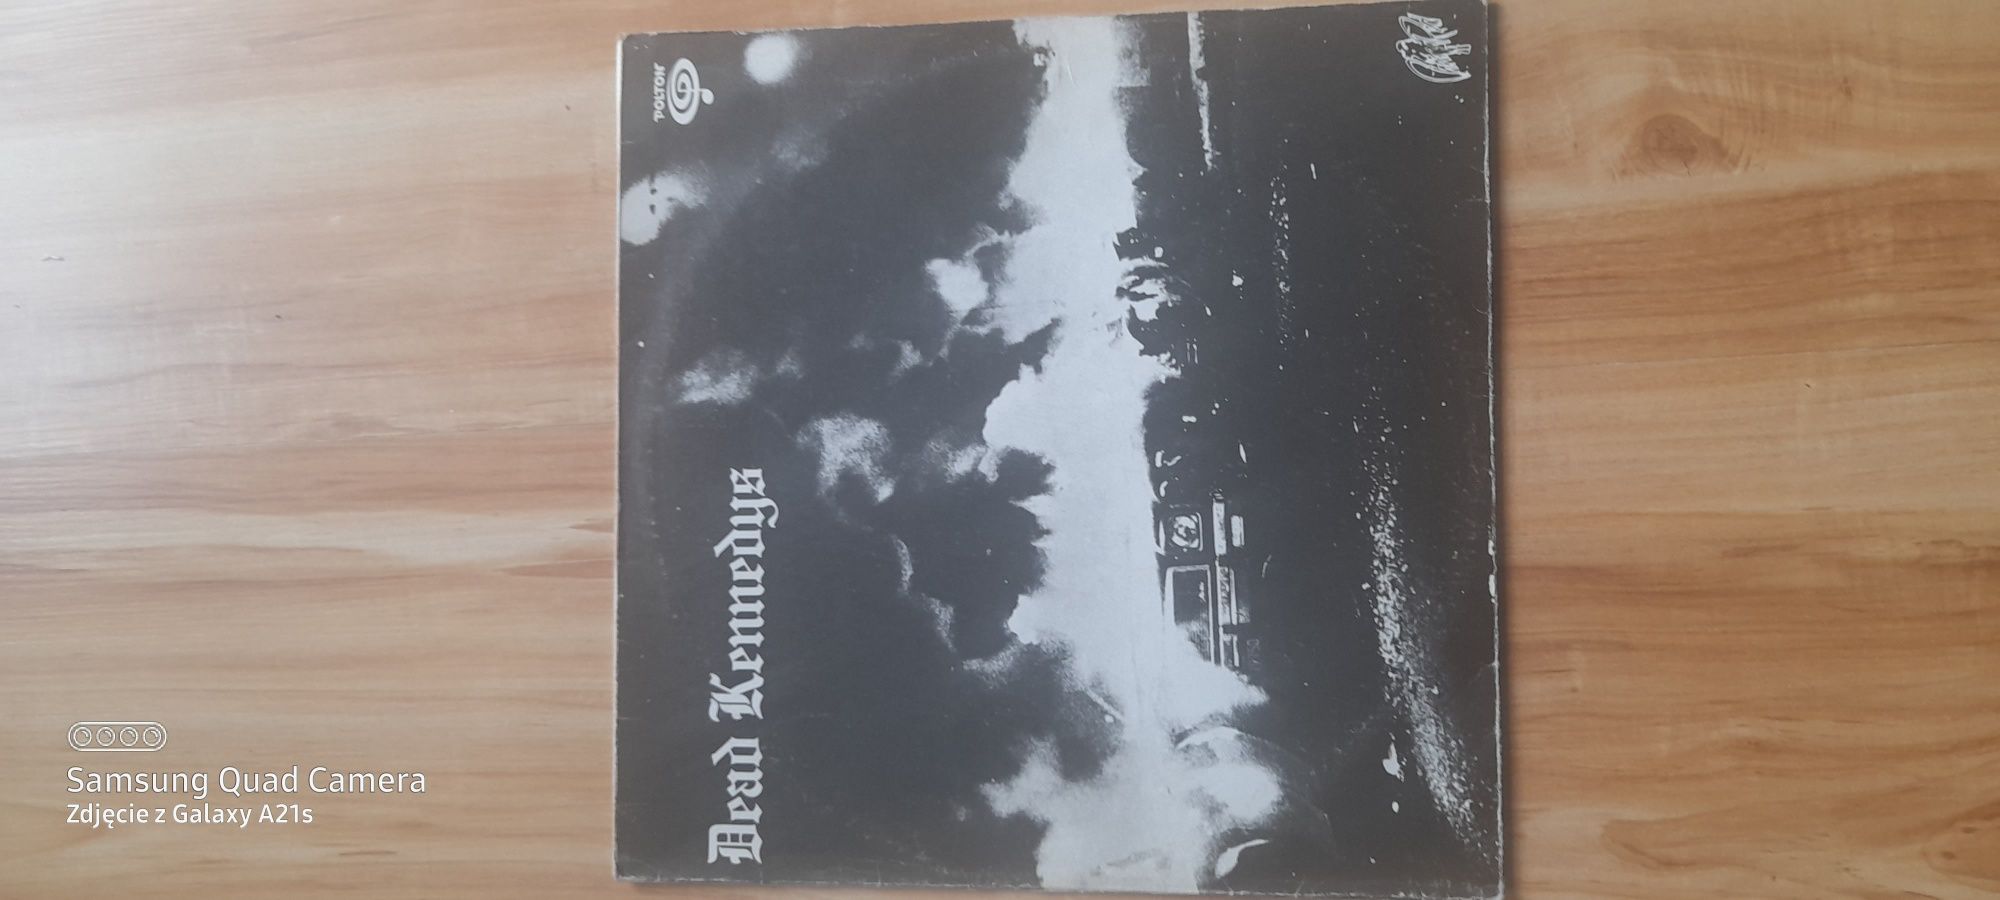 POLTON
Dead Kennedys
Samsung Quad Camera
Zdjęcie z Galaxy A21s